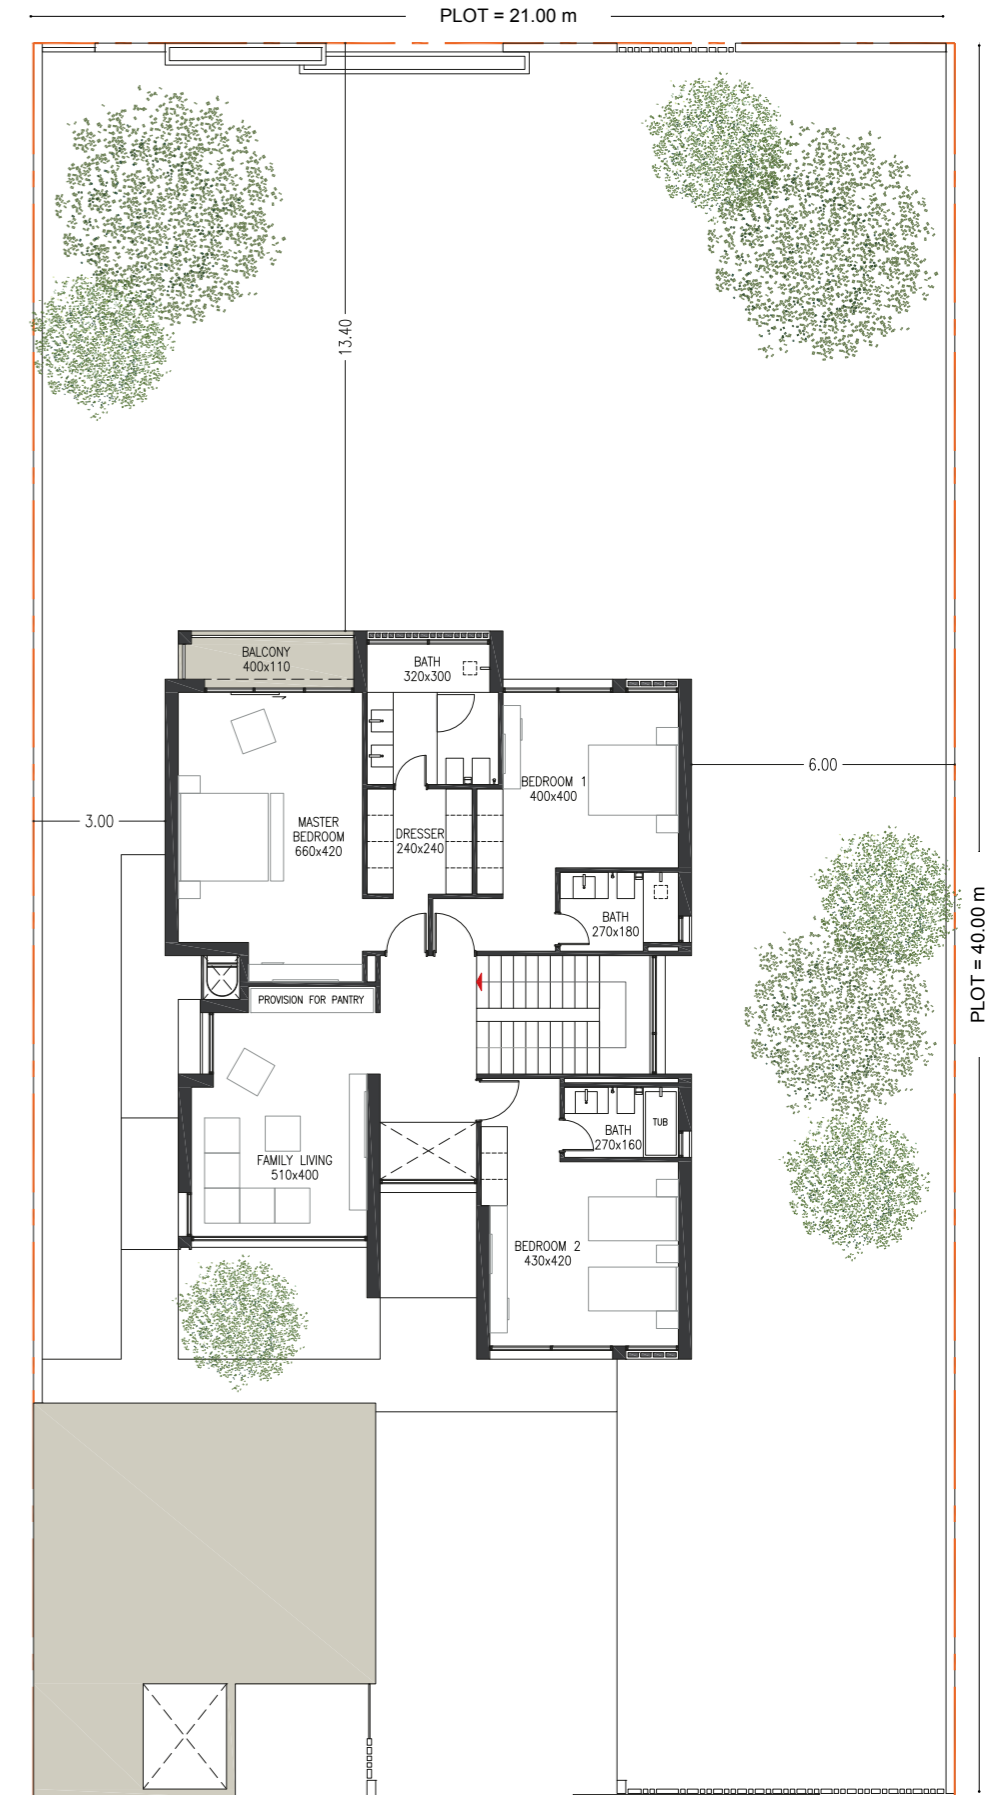 PLOT = 21.00 m
13.40
BALCONY
400x110
BATH
320x300
BEDROOM 1
400x400
6.00
3.00
MASTER
BEDROOM
660x420
DRESSER
240x240
PLOT = 40.00 m
BATH
270x180
PROVISION FOR PANTRY
TUB
BATH
270x160
FAMILY LIVING
510x400
BEDROOM 2
430x420